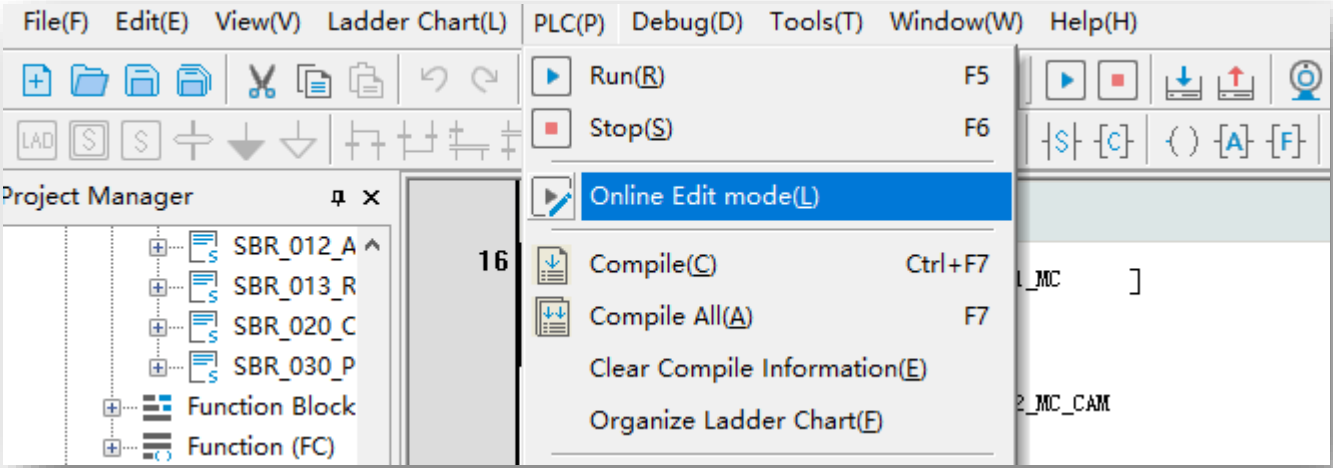 File(F) Edit(E) View(V) Ladder Chart(L) PLC(P) Debug(D) Tools(T) Window(W) Help(H)
Run(R) F5
Stop(S) F6
LAD S S S C A F
Project Manager
Online Edit mode(L)
SBR_012_A
SBR_013_R
SBR_020_C
SBR_030_P
Function Block
Function (FC)
16
Compile(C) Ctrl+F7
Compile All(A) F7
Clear Compile Information(E)
Organize Ladder Chart(F)
1_MC ]
2_MC_CAM